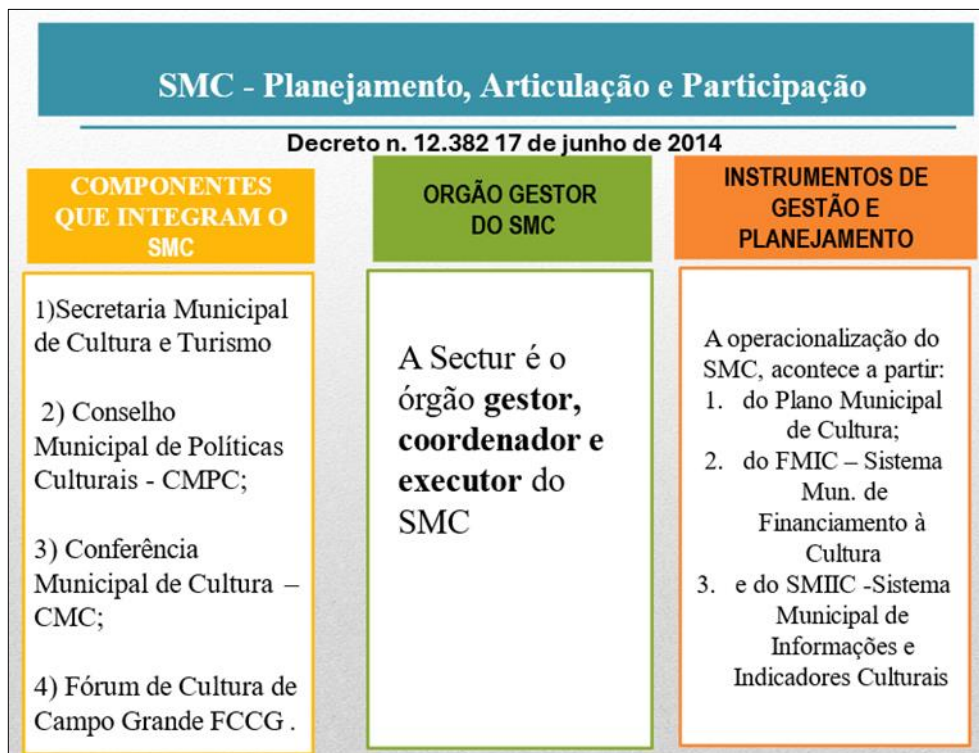 SMC - Planejamento, Articulação e Participação
Decreto n. 12.382 17 de junho de 2014
COMPONENTES
QUE INTEGRAM O
SMC
1)Secretaria Municipal
de Cultura e Turismo
2) Conselho
Municipal de Políticas
Culturais - CMPC;
3) Conferência
Municipal de Cultura –
CMC;
4) Fórum de Cultura de
Campo Grande FCCG .
ORGÃO GESTOR
DO SMC
A Sectur é o
órgão gestor,
coordenador e
executor do
SMC
INSTRUMENTOS DE
GESTÃO E
PLANEJAMENTO
A operacionalização do
SMC, acontece a partir:
1. do Plano Municipal
de Cultura;
2. do FMIC – Sistema
Mun. de
Financiamento à
Cultura
3. e do SMIIC -Sistema
Municipal de
Informações e
Indicadores Culturais